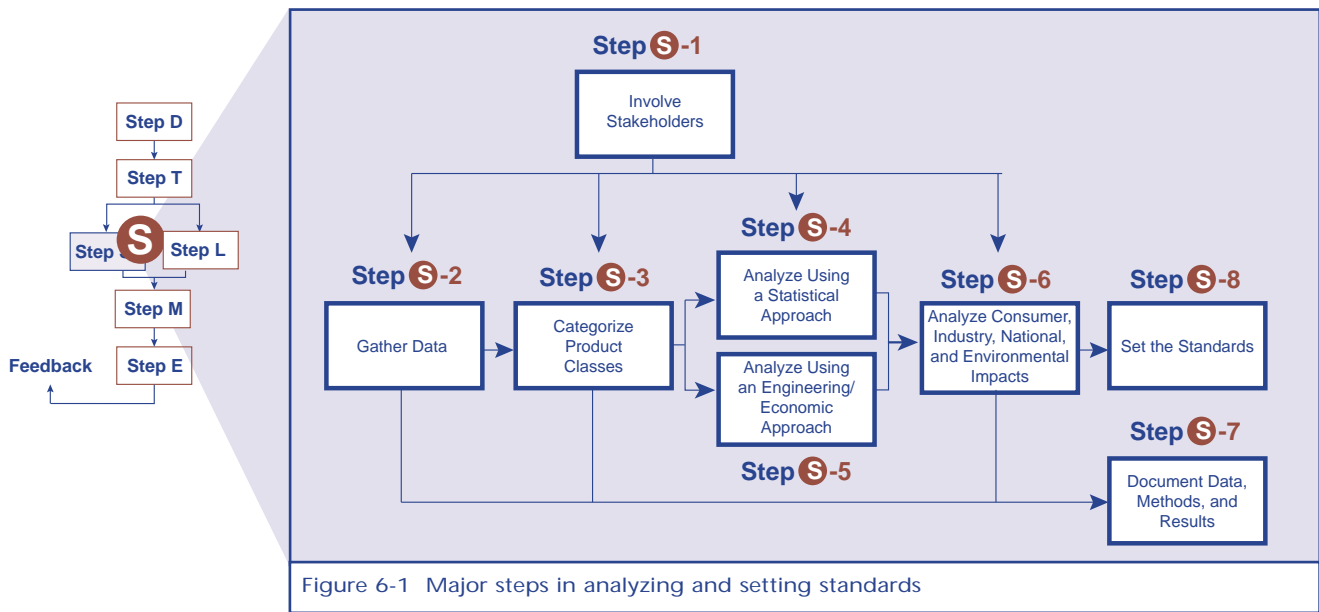 Step D
Step T
Step
S
Step L
Step M
Step E
Feedback
Step S-1
Involve
Stakeholders
Step S-2
Gather Data
Step S-3
Categorize
Product
Classes
Step S-4
Analyze Using
a Statistical
Approach
Analyze Using
an Engineering/
Economic
Approach
Step S-5
Step S-6
Analyze Consumer,
Industry, National,
and Environmental
Impacts
Step S-8
Set the Standards
Step S-7
Document Data,
Methods, and
Results
Figure 6-1 Major steps in analyzing and setting standards